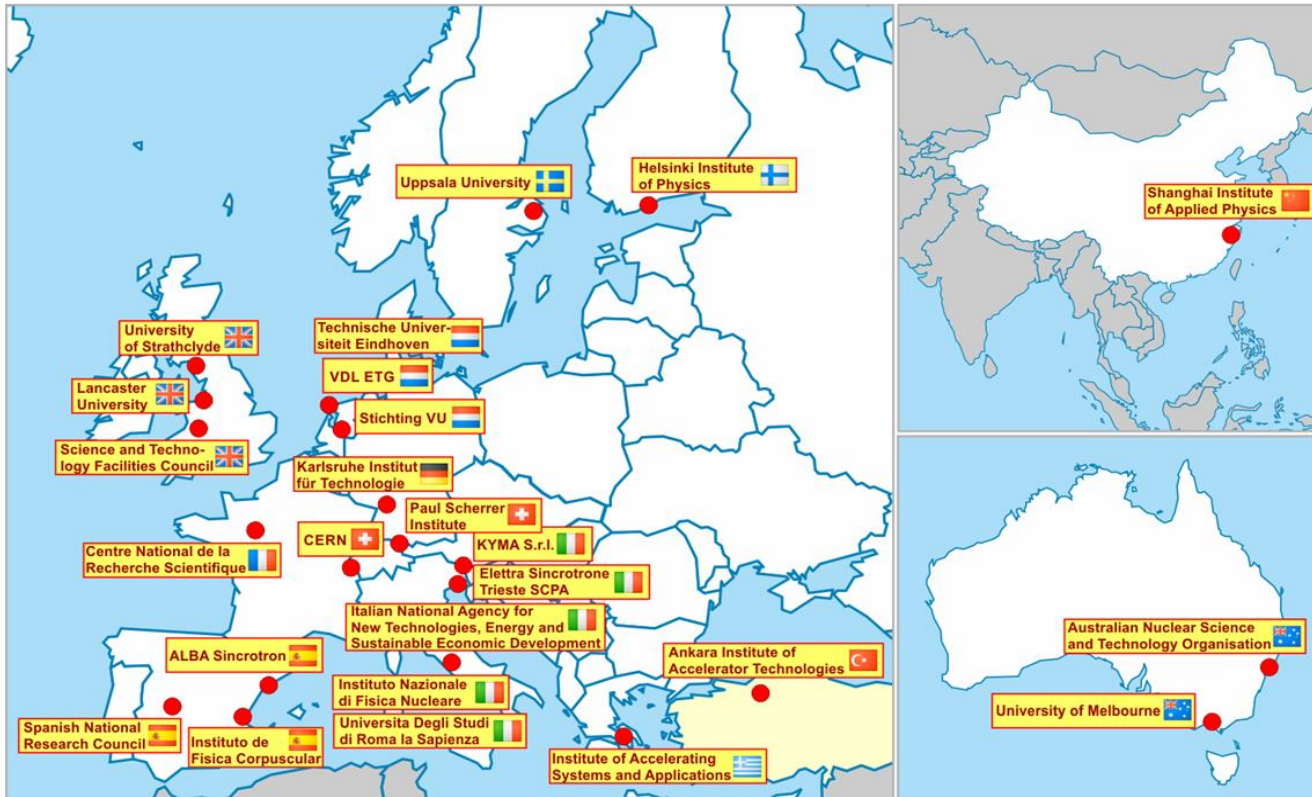 Uppsala University
Helsinki Institute
of Physics
Shanghai Institute
of Applied Physics
University
of Strathclyde
Technische Univer-
siteit Eindhoven
VDL ETG
Lancaster
University
Stichting VU
Science and Techno-
logy Facilities Council
Karlsruhe Institut
für Technologie
Paul Scherrer
Institute
CERN
KYMA S.r.l.
Centre National de la
Recherche Scientifique
Elettra Sincrotrone
Trieste SCPA
Italian National Agency for
New Technologies, Energy and
Sustainable Economic Development
ALBA Sincrotron
Ankara Institute of
Accelerator Technologies
Instituto Nazionale
di Fisica Nucleare
Spanish National
Research Council
Instituto de
Fisica Corpuscular
Universita Degli Studi
di Roma la Sapienza
Institute of Accelerating
Systems and Applications
Australian Nuclear Science
and Technology Organisation
University of Melbourne